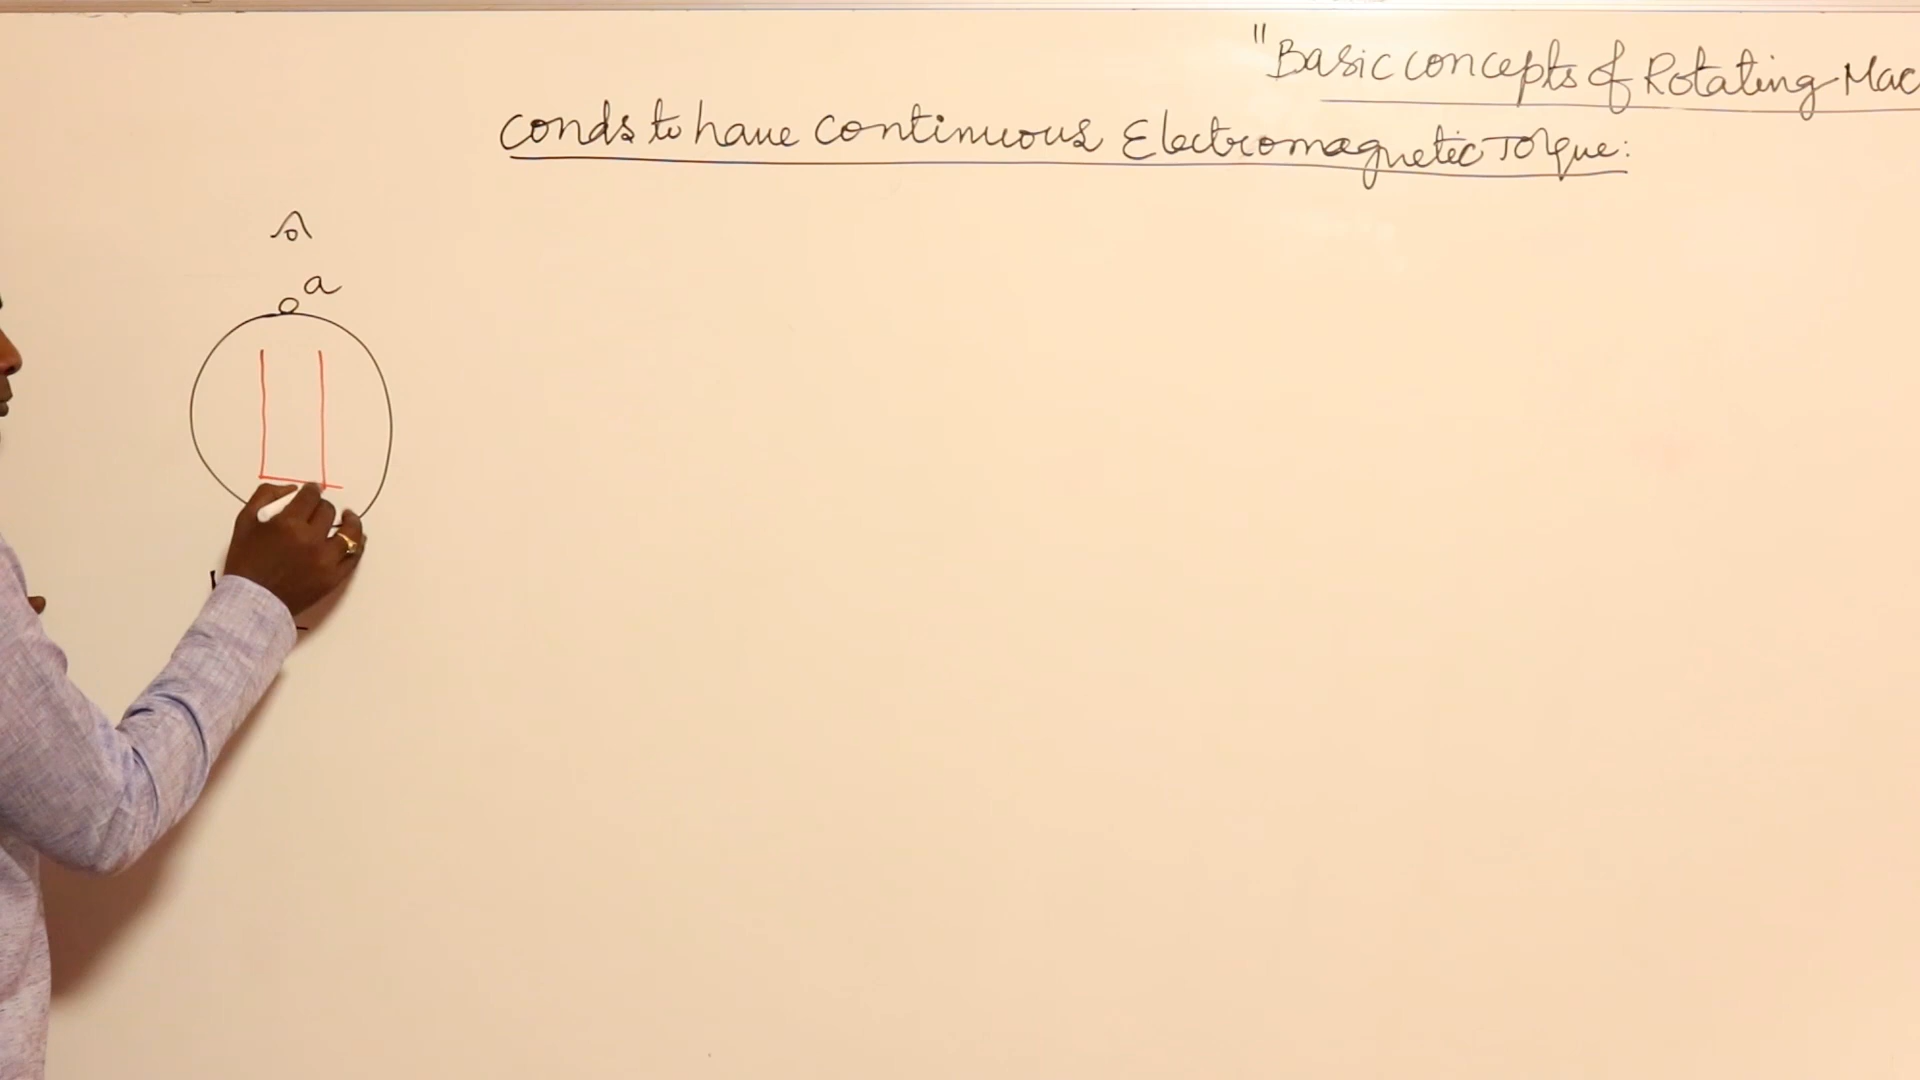 "Basic concepts of Rotating Mac
conds to have continuous Electromagnetic Torque:
a